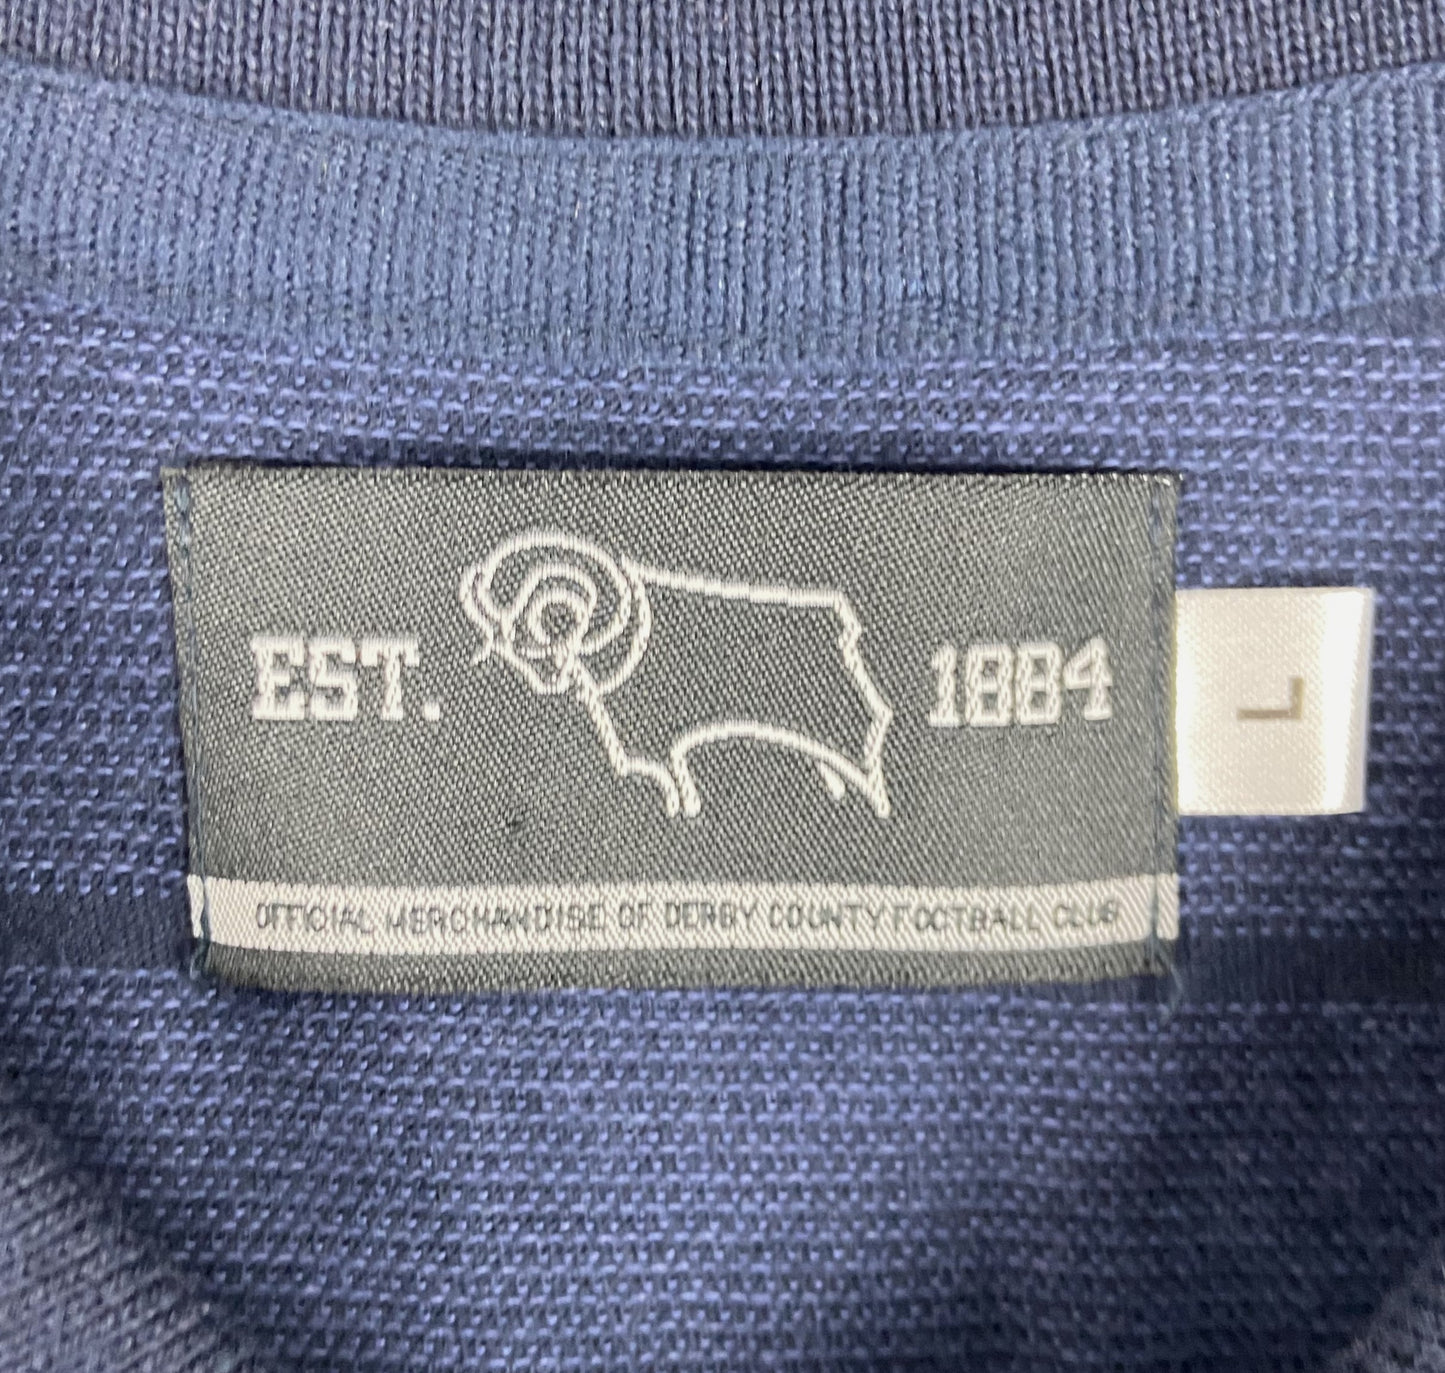 EST. 1884
L
OFFICIAL MERCHANDISE OF DERBY COUNTY FOOTBALL CLUB